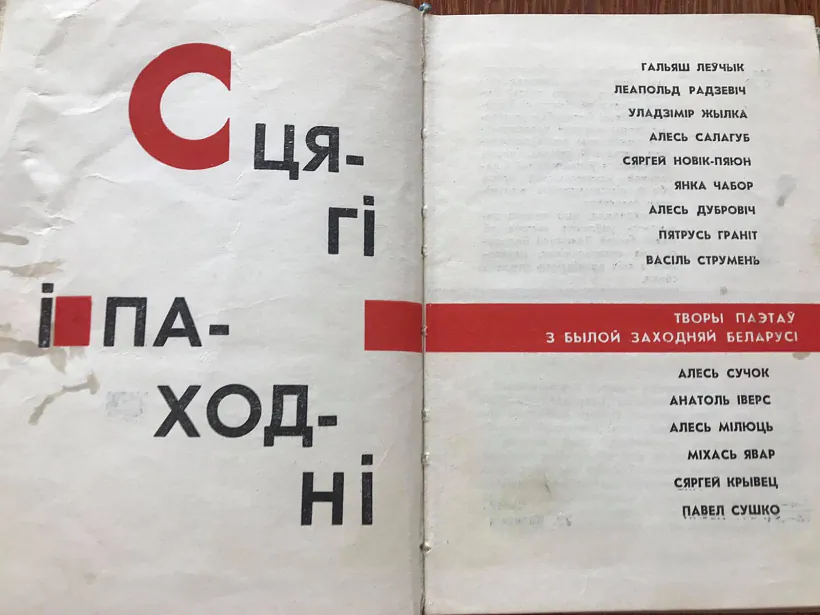 СЦЯ-
ГІ
І ПА-
ХОД-
НІ
ГАЛЬЯШ ЛЕЎЧЫК
ЛЕАПОЛЬД РАДЗЕВІЧ
УЛАДЗІМІР ЖЫЛКА
АЛЕСЬ САЛАГУБ
СЯРГЕЙ НОВІК-ПЯЮН
ЯНКА ЧАБОР
АЛЕСЬ ДУБРОВІЧ
ПЯТРУСЬ ГРАНІТ
ВАСІЛЬ СТРУМЕНЬ
ТВОРЫ ПАЭТАЎ
З БЫЛОЙ ЗАХОДНЯЙ БЕЛАРУСІ
АЛЕСЬ СУЧОК
АНАТОЛЬ ІВЕРС
АЛЕСЬ МІЛЮЦЬ
МІХАСЬ ЯВАР
СЯРГЕЙ КРЫВЕЦ
ПАВЕЛ СУШКО